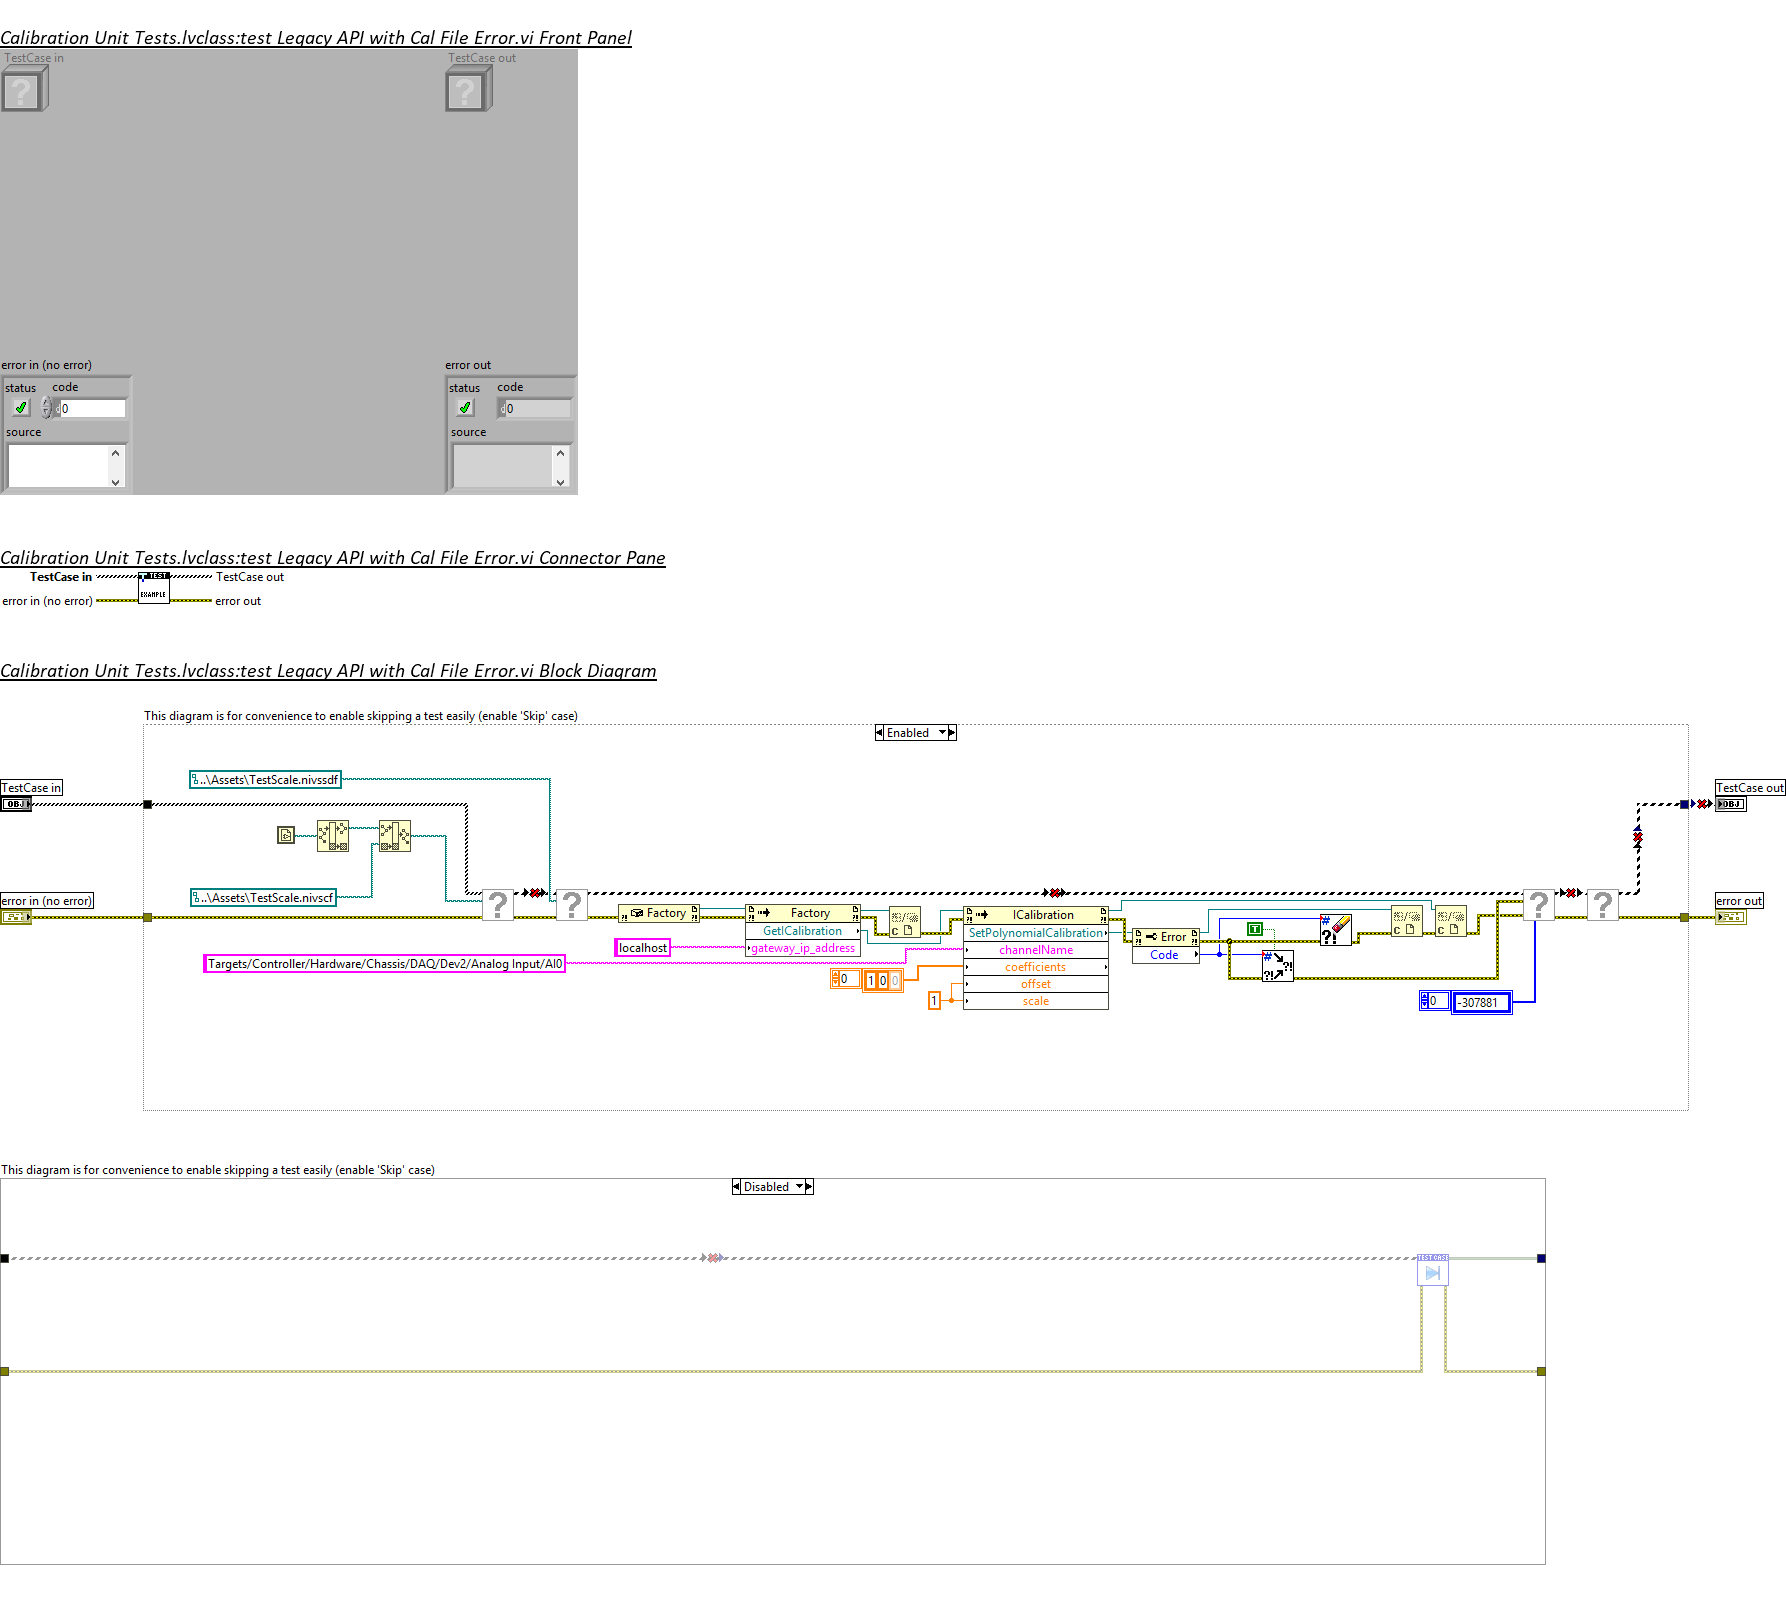 Calibration Unit Tests.lvclass:test Legacy API with Cal File Error.vi Front Panel
TestCase in
TestCase out
?
?
error in (no error)
error out
status code
status code
d0
d0
source
source
Calibration Unit Tests.lvclass:test Legacy API with Cal File Error.vi Connector Pane
TestCase in
TEST
TestCase out
error in (no error)
EXAMPLE
error out
Calibration Unit Tests.lvclass:test Legacy API with Cal File Error.vi Block Diagram
This diagram is for convenience to enable skipping a test easily (enable 'Skip' case)
Enabled
..\Assets\TestScale.nivssdf
TestCase in
OBJ
TestCase out
OBJ
..\Assets\TestScale.nivscf
error in (no error)
error out
?
?
?
?
Factory
Factory
GetICalibration
gateway_ip_address
localhost
C
ICalibration
SetPolynomialCalibration
channelName
coefficients
offset
scale
Targets/Controller/Hardware/Chassis/DAQ/Dev2/Analog Input/AI0
0
1 0 0
1
Error
Code
T
#
?!
#
?!
?!
C
C
0
-307881
This diagram is for convenience to enable skipping a test easily (enable 'Skip' case)
Disabled
TEST CASE